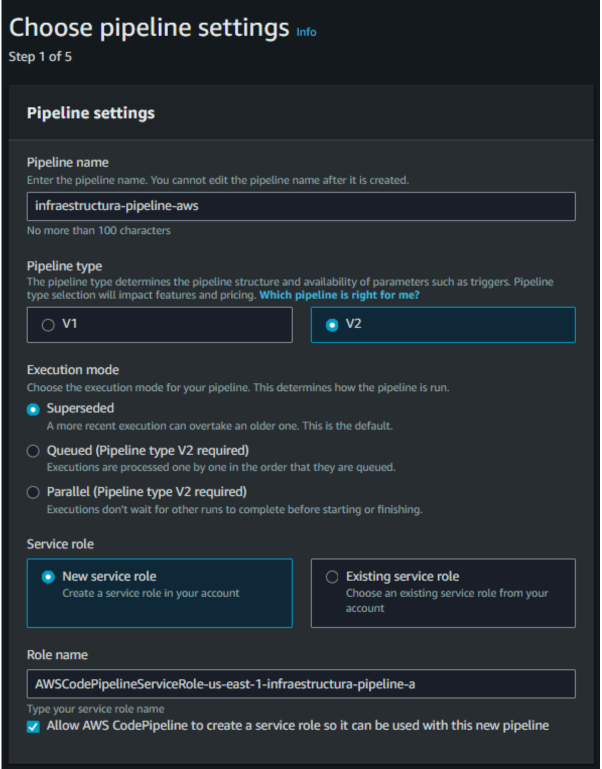 Choose pipeline settings Info
Step 1 of 5
Pipeline settings
Pipeline name
Enter the pipeline name. You cannot edit the pipeline name after it is created.
infraestructura-pipeline-aws
No more than 100 characters
Pipeline type
The pipeline type determines the pipeline structure and availability of parameters such as triggers. Pipeline
type selection will impact features and pricing. Which pipeline is right for me?
V1
V2
Execution mode
Choose the execution mode for your pipeline. This determines how the pipeline is run.
Superseded
A more recent execution can overtake an older one. This is the default.
Queued (Pipeline type V2 required)
Executions are processed one by one in the order that they are queued.
Parallel (Pipeline type V2 required)
Executions don't wait for other runs to complete before starting or finishing.
Service role
New service role
Create a service role in your account
Existing service role
Choose an existing service role from your
account
Role name
AWSCodePipelineServiceRole-us-east-1-infraestructura-pipeline-a
Type your service role name
Allow AWS CodePipeline to create a service role so it can be used with this new pipeline